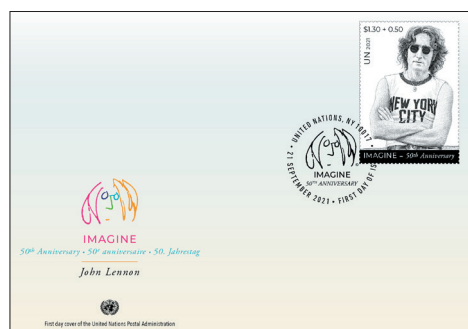 $1.30 + 0.50
UN 2021
NEW YORK
CITY
IMAGINE – 50th Anniversary
UNITED NATIONS, NY 10017 • 21 SEPTEMBER 2021 • FIRST DAY OF IS
IMAGINE
50TH ANNIVERSARY
IMAGINE
50th Anniversary • 50e anniversaire • 50. Jahrestag
John Lennon
First day cover of the United Nations Postal Administration